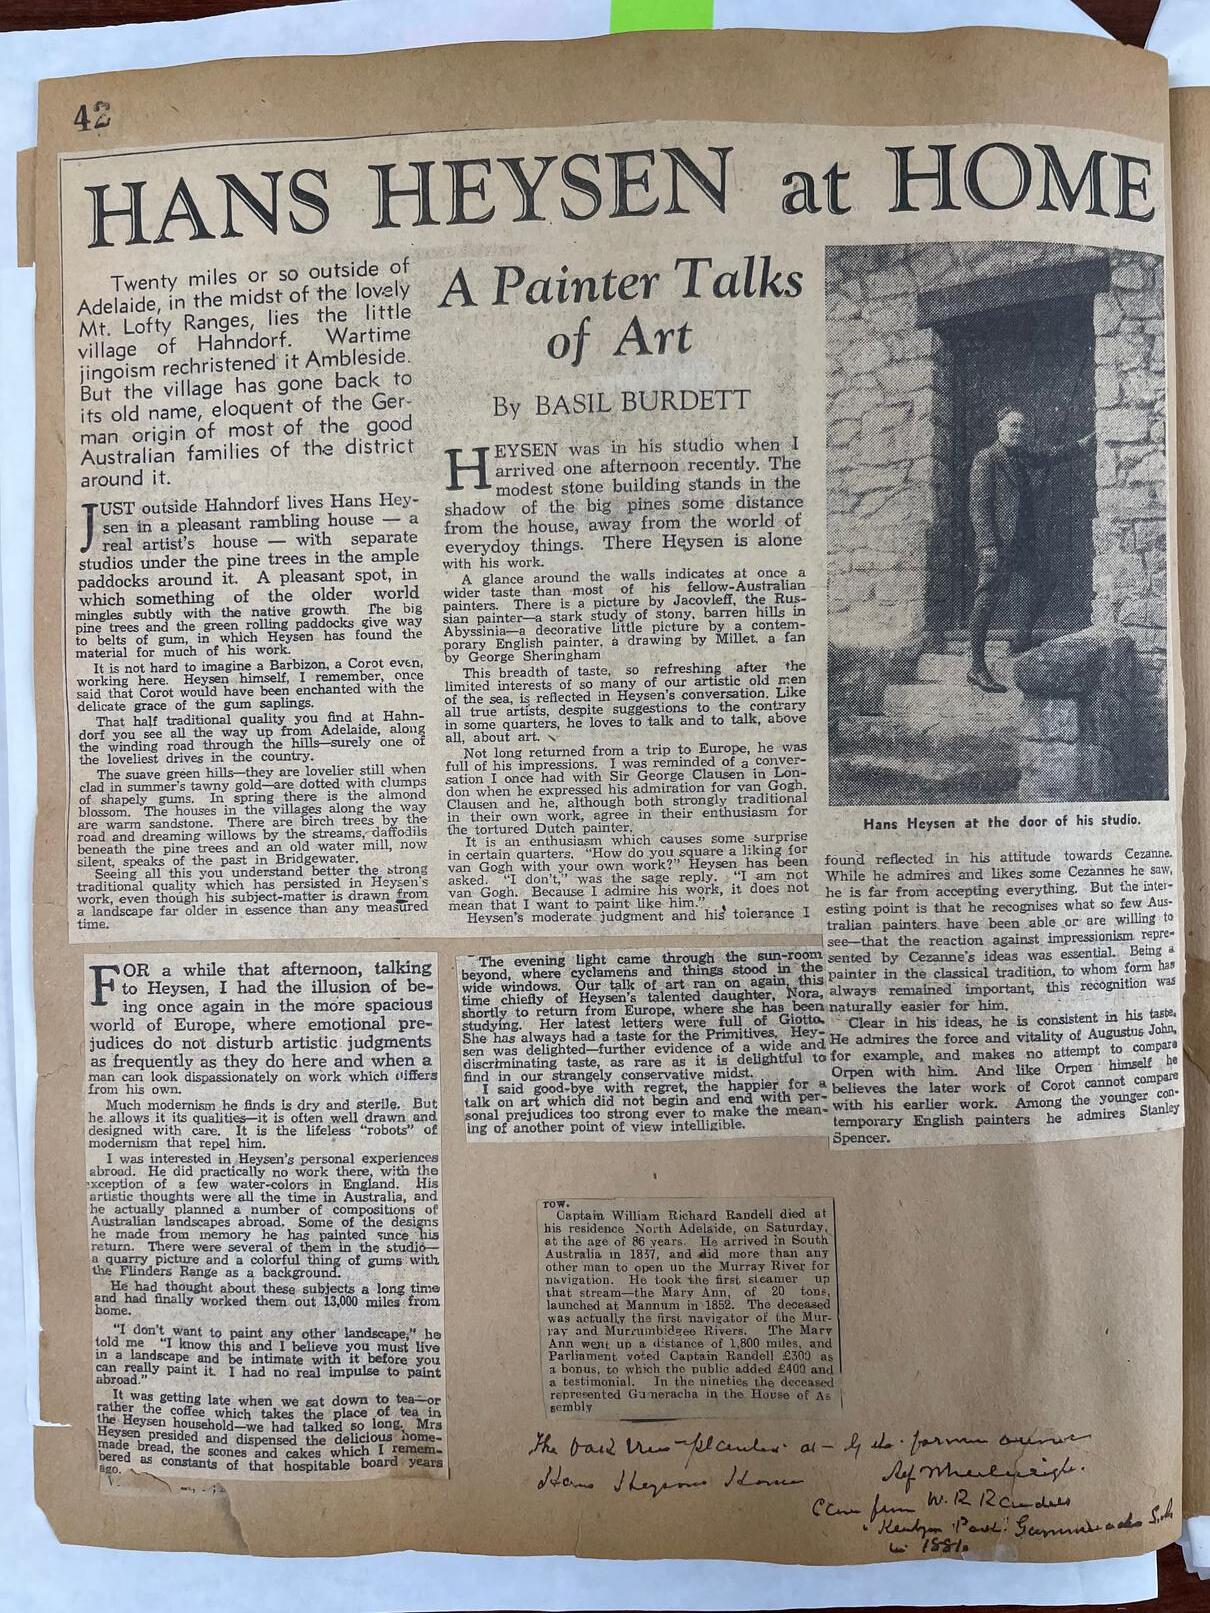 42
HANS HEYSEN at HOME
Twenty miles or so outside of
Adelaide, in the midst of the lovely
Mt. Lofty Ranges, lies the little
village of Hahndorf. Wartime
jingoism rechristened it Ambleside.
But the village has gone back to
its old name, eloquent of the Ger-
man origin of most of the good
Australian families of the district
around it.
JUST outside Hahndorf lives Hans Hey-
sen in a pleasant rambling house — a
real artist's house — with separate
studios under the pine trees in the ample
paddocks around it. A pleasant spot, in
which something of the older world
mingles subtly with the native growth. The big
pine trees and the green rolling paddocks give way
to belts of gum, in which Heysen has found the
material for much of his work.
It is not hard to imagine a Barbizon, a Corot even,
working here. Heysen himself, I remember, once
said that Corot would have been enchanted with the
delicate grace of the gum saplings.
That half traditional quality you find at Hahn-
dorf you see all the way up from Adelaide, along
the winding road through the hills—surely one of
the loveliest drives in the country.
The suave green hills—they are lovelier still when
clad in summer's tawny gold—are dotted with clumps
of shapely gums. In spring there is the almond
blossom. The houses in the villages along the way
are warm sandstone. There are birch trees by the
road and dreaming willows by the streams, daffodils
beneath the pine trees and an old water mill, now
silent, speaks of the past in Bridgewater.
Seeing all this you understand better the strong
traditional quality which has persisted in Heysen's
work, even though his subject-matter is drawn from
a landscape far older in essence than any measured
time.
A Painter Talks
of Art
By BASIL BURDETT
HEYSEN was in his studio when I
arrived one afternoon recently. The
modest stone building stands in the
shadow of the big pines some distance
from the house, away from the world of
everydoy things. There Heysen is alone
with his work.
A glance around the walls indicates at once a
wider taste than most of his fellow-Australian
painters. There is a picture by Jacovleff, the Rus-
sian painter—a stark study of stony, barren hills in
Abyssinia—a decorative little picture by a contem-
porary English painter, a drawing by Millet, a fan
by George Sheringham
This breadth of taste, so refreshing after the
limited interests of so many of our artistic old men
of the sea, is reflected in Heysen's conversation. Like
all true artists, despite suggestions to the contrary
in some quarters, he loves to talk and to talk, above
all, about art.
Not long returned from a trip to Europe, he was
full of his impressions. I was reminded of a conver-
sation I once had with Sir George Clausen in Lon-
don when he expressed his admiration for van Gogh.
Clausen and he, although both strongly traditional
in their own work, agree in their enthusiasm for
the tortured Dutch painter.
It is an enthusiasm which causes some surprise
in certain quarters. "How do you square a liking for
van Gogh with your own work?" Heysen has been
asked. "I don't," was the sage reply. "I am not
van Gogh. Because I admire his work, it does not
mean that I want to paint like him."
Heysen's moderate judgment and his tolerance I
Hans Heysen at the door of his studio.
found reflected in his attitude towards Cezanne.
While he admires and likes some Cezannes he saw,
he is far from accepting everything. But the inter-
esting point is that he recognises what so few Aus-
tralian painters have been able or are willing to
see—that the reaction against impressionism repre-
sented by Cezanne's ideas was essential. Being a
painter in the classical tradition, to whom form has
always remained important, this recognition was
naturally easier for him.
Clear in his ideas, he is consistent in his taste.
He admires the force and vitality of Augustus John,
for example, and makes no attempt to compare
Orpen with him. And like Orpen himself he
believes the later work of Corot cannot compare
with his earlier work. Among the younger con-
temporary English painters he admires Stanley
Spencer.
FOR a while that afternoon, talking
to Heysen, I had the illusion of be-
ing once again in the more spacious
world of Europe, where emotional pre-
judices do not disturb artistic judgments
as frequently as they do here and when a
man can look dispassionately on work which differs
from his own.
Much modernism he finds is dry and sterile. But
he allows it its qualities—it is often well drawn and
designed with care. It is the lifeless "robots" of
modernism that repel him.
I was interested in Heysen's personal experiences
abroad. He did practically no work there, with the
exception of a few water-colors in England. His
artistic thoughts were all the time in Australia, and
he actually planned a number of compositions of
Australian landscapes abroad. Some of the designs
he made from memory he has painted since his
return. There were several of them in the studio—
a quarry picture and a colorful thing of gums with
the Flinders Range as a background.
He had thought about these subjects a long time
and had finally worked them out 13,000 miles from
home.
"I don't want to paint any other landscape," he
told me "I know this and I believe you must live
in a landscape and be intimate with it before you
can really paint it. I had no real impulse to paint
abroad."
It was getting late when we sat down to tea—or
rather the coffee which takes the place of tea in
the Heysen household—we had talked so long. Mrs
Heysen presided and dispensed the delicious home-
made bread, the scones and cakes which I remem-
bered as constants of that hospitable board years
ago.
The evening light came through the sun-room
beyond, where cyclamens and things stood in the
wide windows. Our talk of art ran on again, this
time chiefly of Heysen's talented daughter, Nora,
shortly to return from Europe, where she has been
studying. Her latest letters were full of Giotto.
She has always had a taste for the Primitives. Hey-
sen was delighted—further evidence of a wide and
discriminating taste, as rare as it is delightful to
find in our strangely conservative midst.
I said good-bye with regret, the happier for a
talk on art which did not begin and end with per-
sonal prejudices too strong ever to make the mean-
ing of another point of view intelligible.
row.
Captain William Richard Randell died at
his residence North Adelaide, on Saturday,
at the age of 86 years. He arrived in South
Australia in 1837, and did more than any
other man to open up the Murray River for
navigation. He took the first steamer up
that stream—the Mary Ann, of 20 tons,
launched at Mannum in 1852. The deceased
was actually the first navigator of the Mur-
ray and Murrumbidgee Rivers. The Mary
Ann went up a distance of 1,800 miles, and
Parliament voted Captain Randell £300 as
a bonus, to which the public added £400 and
a testimonial. In the nineties the deceased
represented Gumeracha in the House of As
sembly
The oak tree planted at by its former owner
Hans Heysens Home
Came from W. R Randells
Park" Gumeracha S.A
in 1881